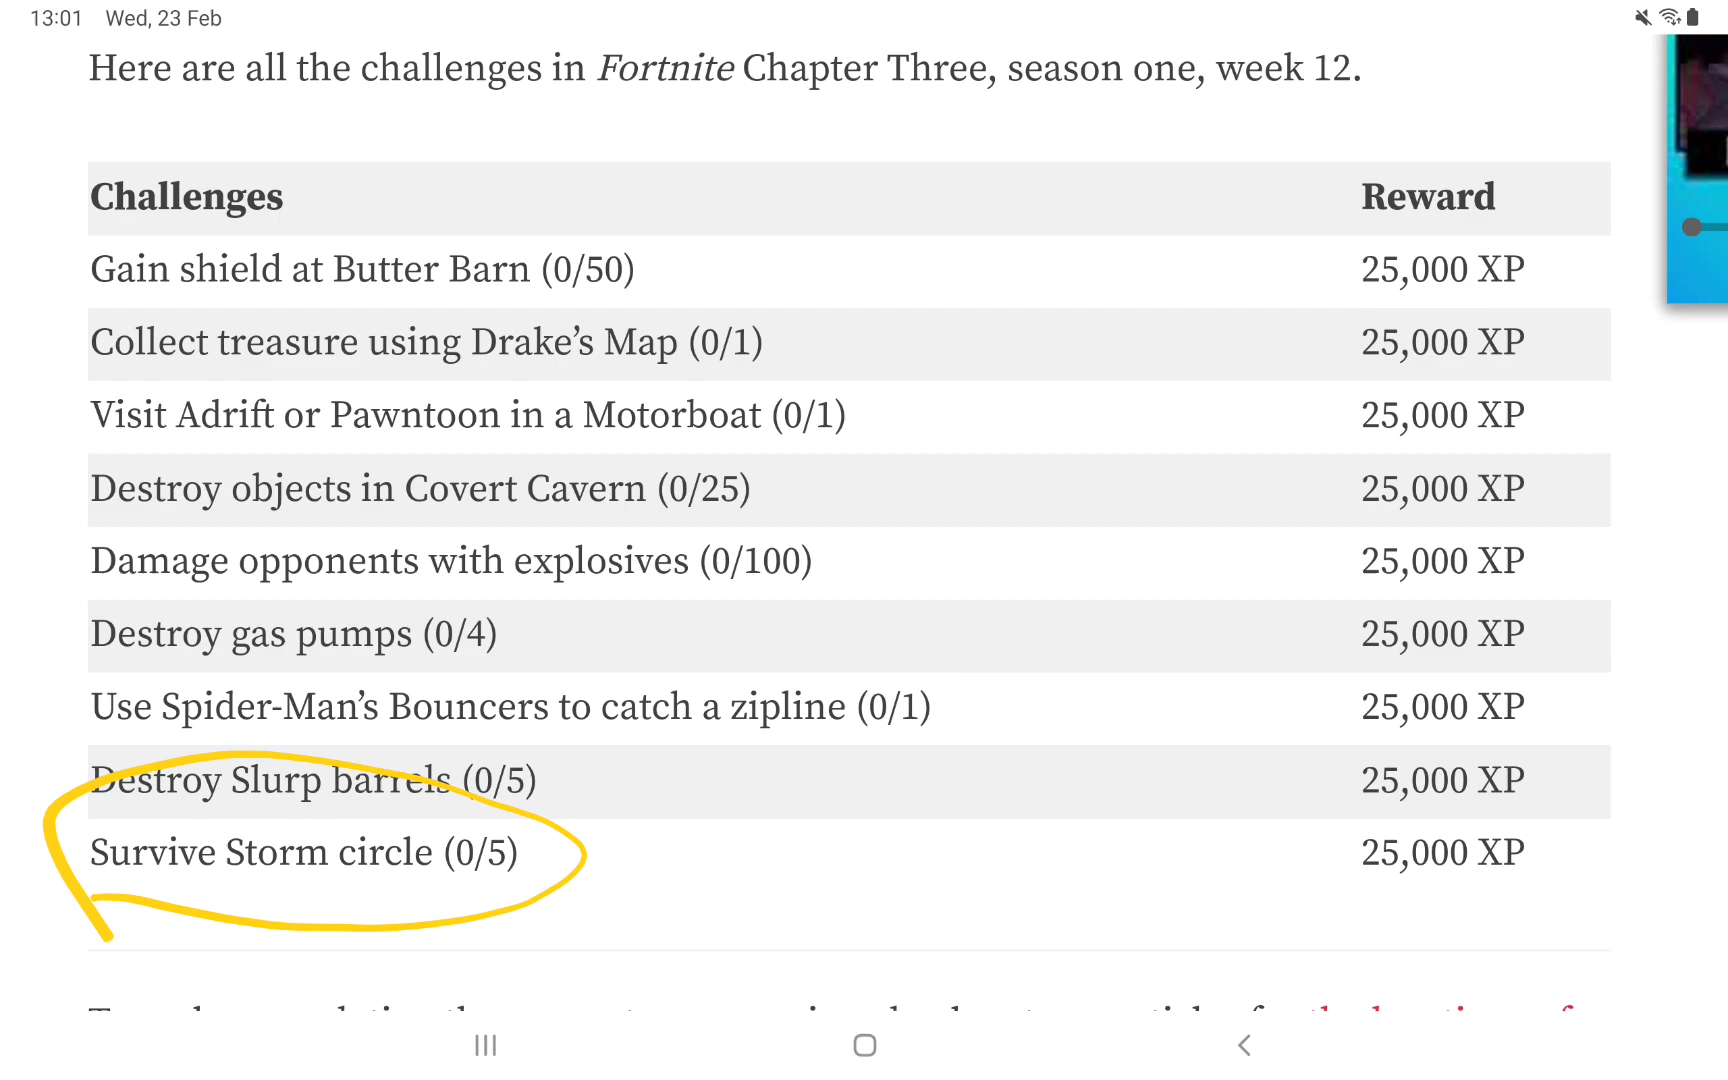 13:01 Wed, 23 Feb
Here are all the challenges in Fortnite Chapter Three, season one, week 12.
Challenges Reward
Gain shield at Butter Barn (0/50) 25,000 XP
Collect treasure using Drake’s Map (0/1) 25,000 XP
Visit Adrift or Pawntoon in a Motorboat (0/1) 25,000 XP
Destroy objects in Covert Cavern (0/25) 25,000 XP
Damage opponents with explosives (0/100) 25,000 XP
Destroy gas pumps (0/4) 25,000 XP
Use Spider-Man’s Bouncers to catch a zipline (0/1) 25,000 XP
Destroy Slurp barrels (0/5) 25,000 XP
Survive Storm circle (0/5) 25,000 XP